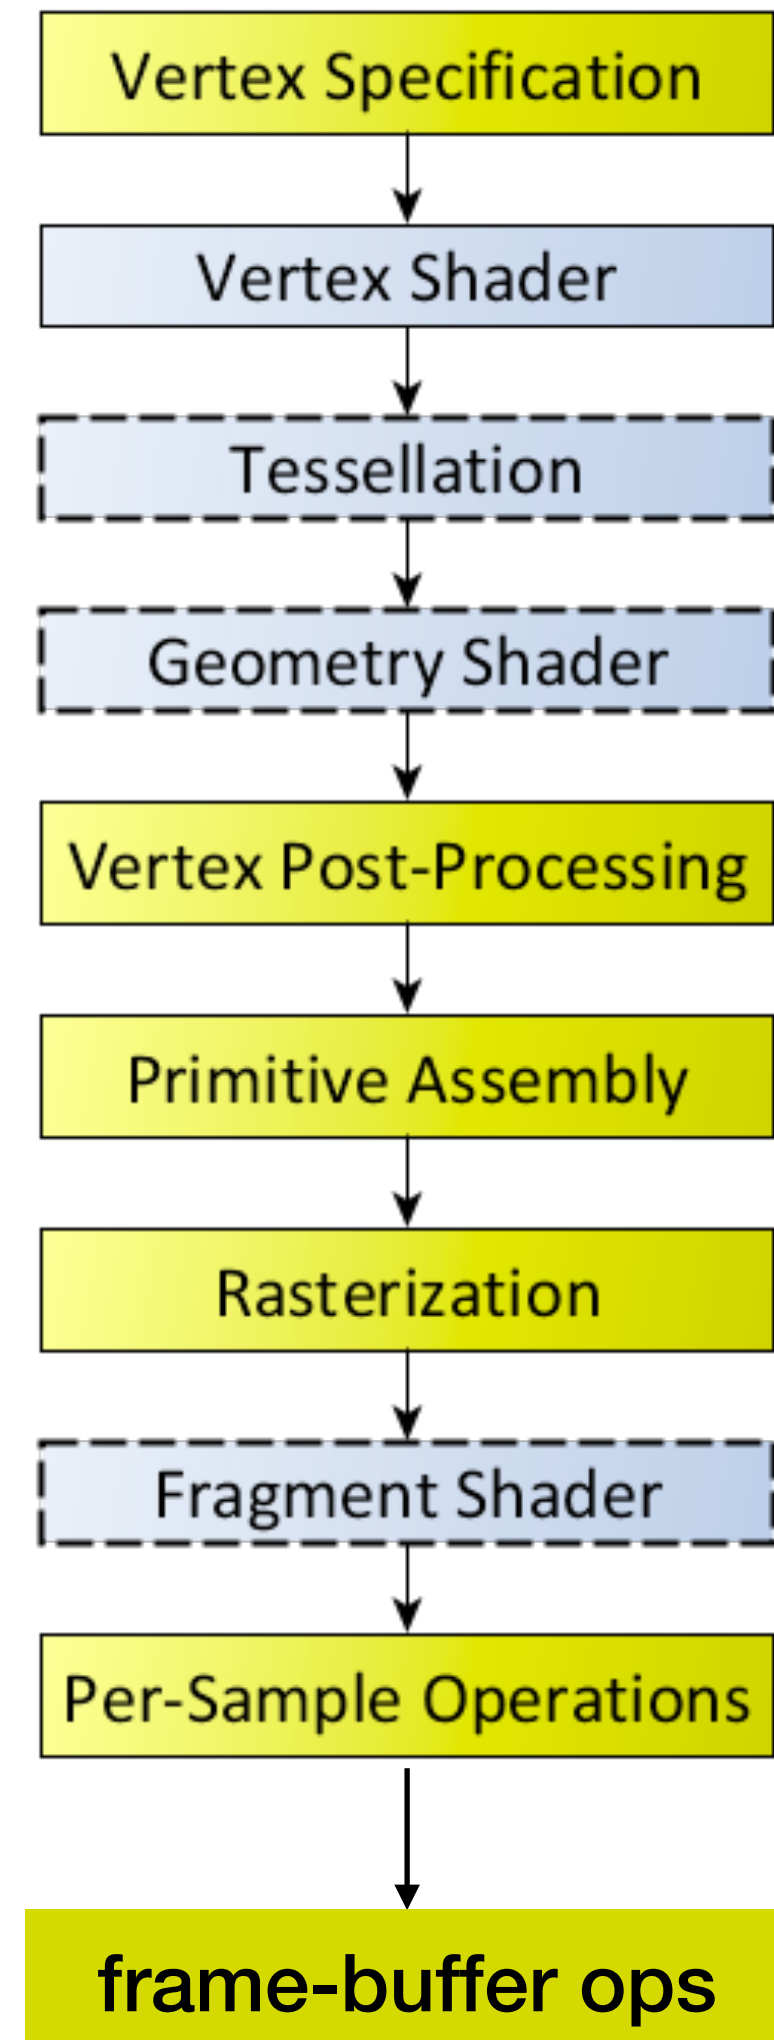 Vertex Specification
Vertex Shader
Tessellation
Geometry Shader
Vertex Post-Processing
Primitive Assembly
Rasterization
Fragment Shader
Per-Sample Operations
frame-buffer ops